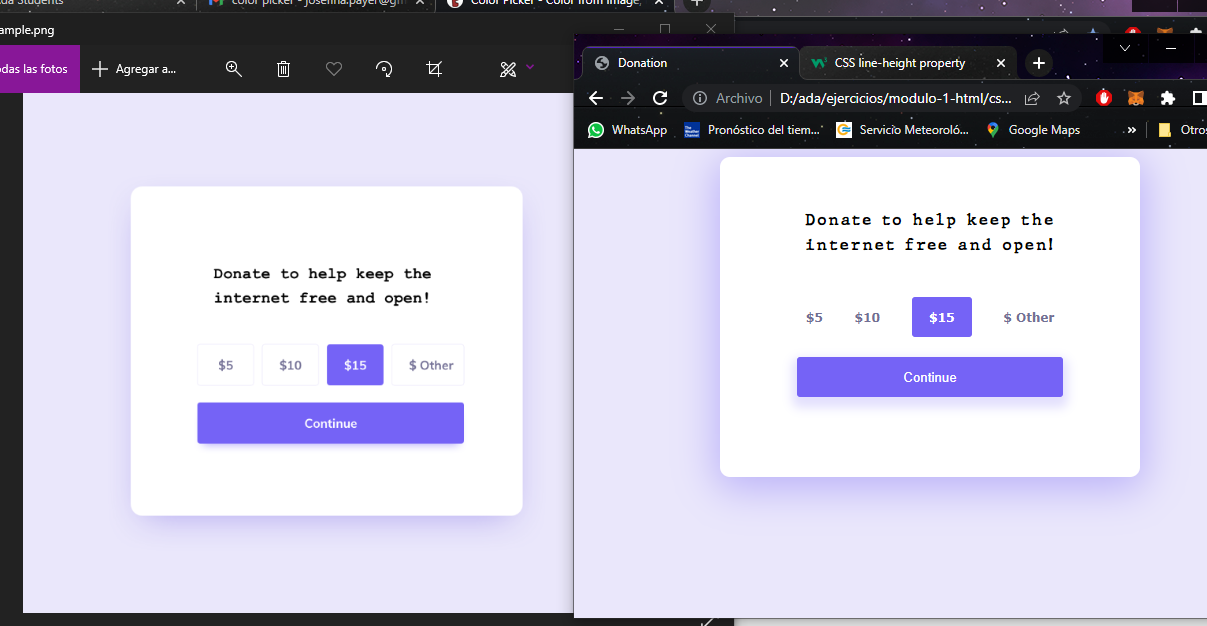 da Students
color picker - josefina.payer@gm
Color Picker - Color from image,
ample.png
odas las fotos
Agregar a...
Donate to help keep the
internet free and open!
$5
$10
$15
$ Other
Continue
Donation
CSS line-height property
Archivo
D:/ada/ejercicios/modulo-1-html/cs...
WhatsApp
Pronóstico del tiem...
Servicio Meteoroló...
Google Maps
»
Otros
Donate to help keep the
internet free and open!
$5
$10
$15
$ Other
Continue